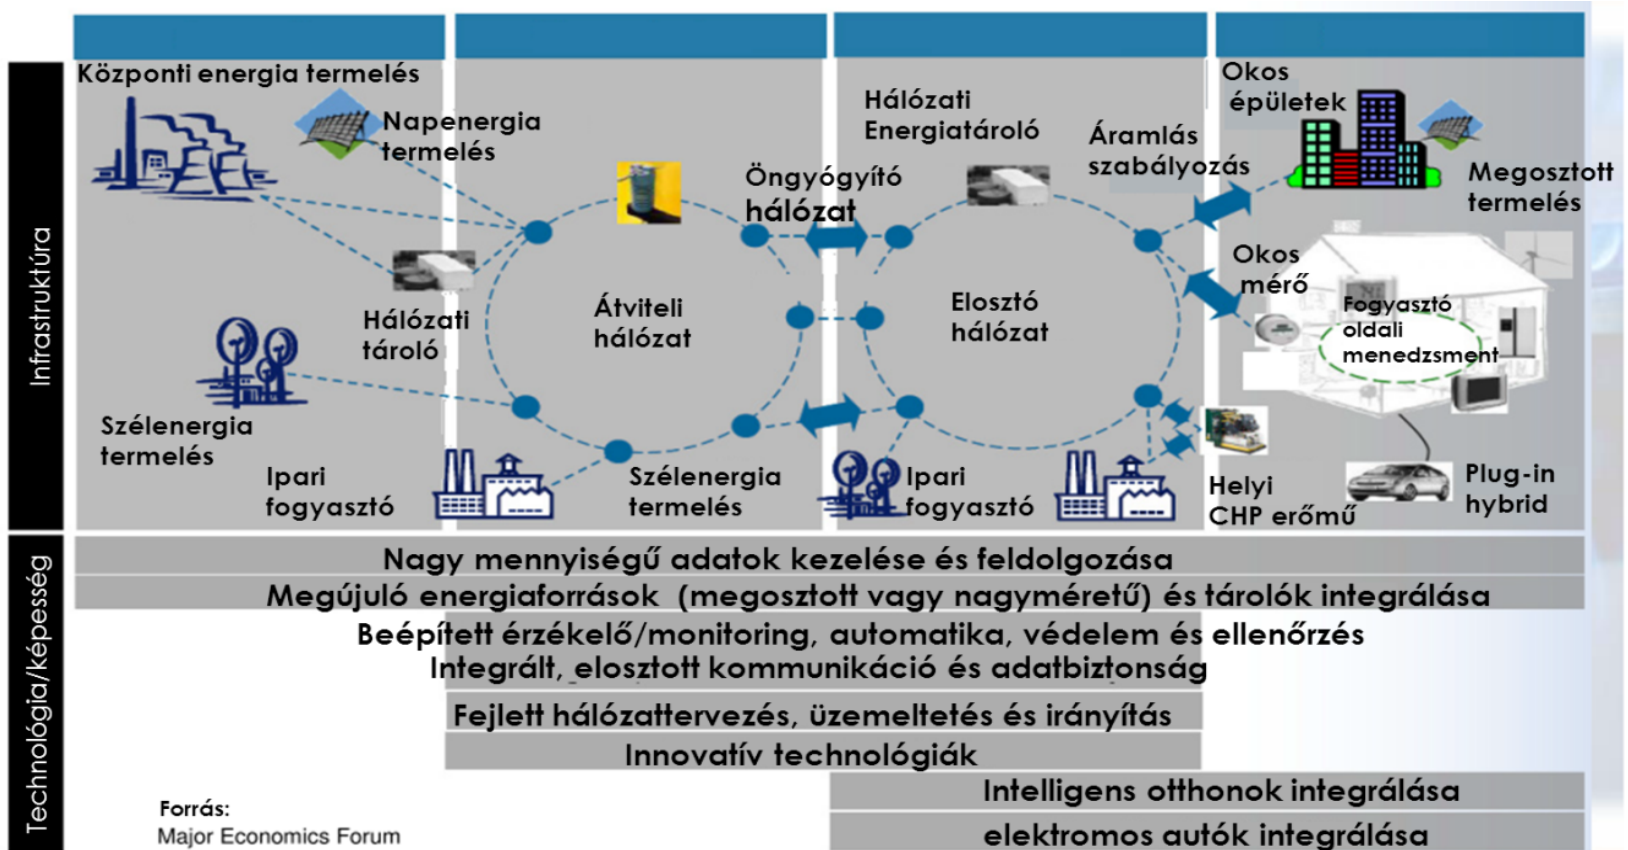 Infrastruktúra
Központi energia termelés
Napenergia
termelés
Hálózati
tároló
Szélenergia
termelés
Ipari
fogyasztó
Átviteli
hálózat
Öngyógyító
hálózat
Szélenergia
termelés
Hálózati
Energiatároló
Áramlás
szabályozás
Elosztó
hálózat
Ipari
fogyasztó
Okos
épületek
Megosztott
termelés
Okos
mérő
Fogyasztó
oldali
menedzsment
Helyi
CHP erőmű
Plug-in
hybrid
Technológia/képesség
Nagy mennyiségű adatok kezelése és feldolgozása
Megújuló energiaforrások (megosztott vagy nagyméretű) és tárolók integrálása
Beépített érzékelő/monitoring, automatika, védelem és ellenőrzés
Integrált, elosztott kommunikáció és adatbiztonság
Fejlett hálózattervezés, üzemeltetés és irányítás
Innovatív technológiák
Intelligens otthonok integrálása
elektromos autók integrálása
Forrás:
Major Economics Forum